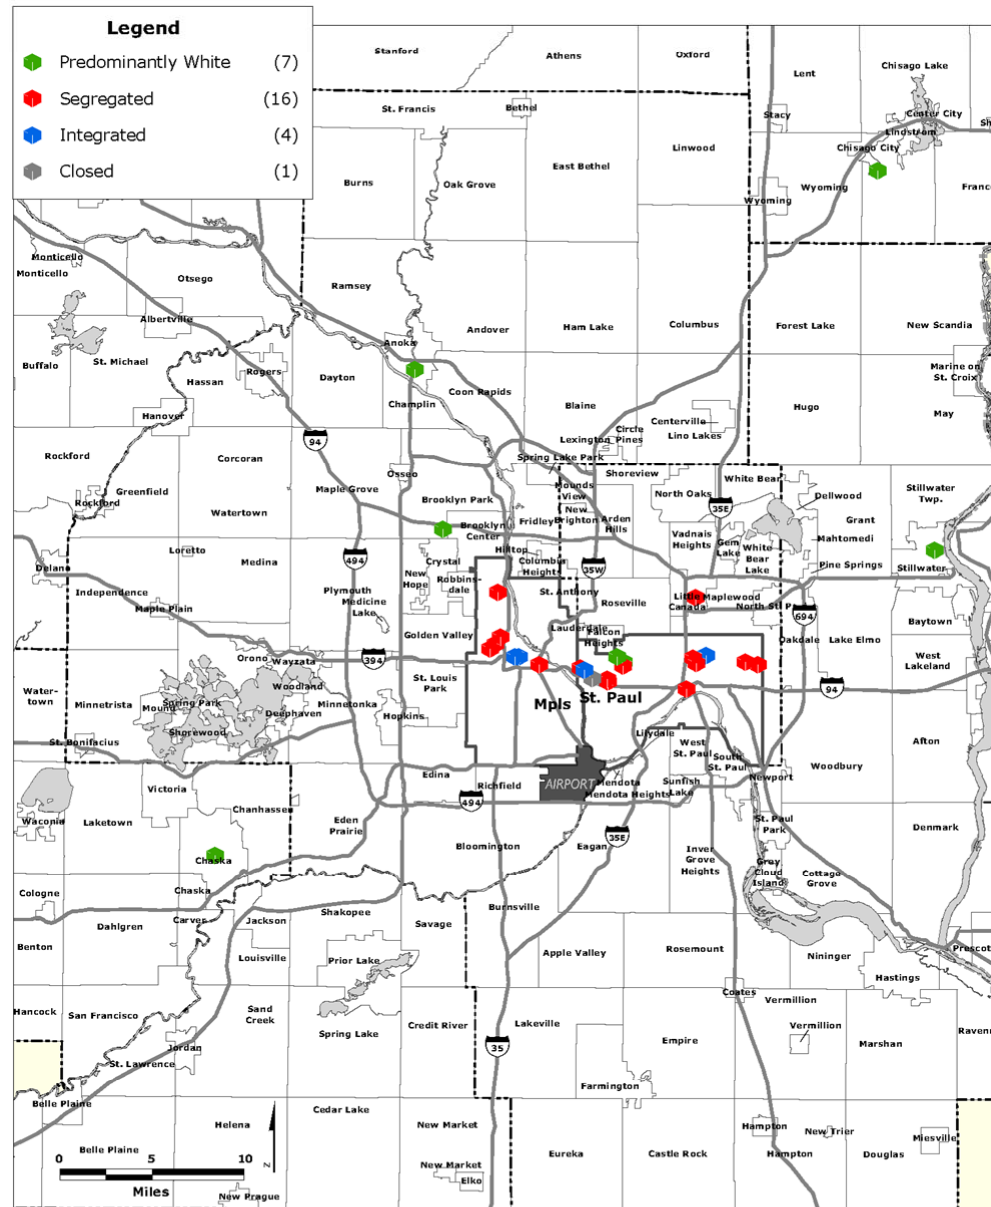 Legend
Predominantly White (7)
Segregated (16)
Integrated (4)
Closed (1)
Stanford
Athens
Oxford
Lent
Chisago Lake
St. Francis
Bethel
Stacy
Center City
Lindstrom
Chisago City
Linwood
East Bethel
Burns
Oak Grove
Wyoming
Wyoming
Franc
Monticello
Monticello
Otsego
Ramsey
Albertville
Andover
Ham Lake
Columbus
Forest Lake
New Scandia
Anoka
Buffalo
St. Michael
Hassan
Rogers
Dayton
Coon Rapids
Marine on
St. Croix
Champlin
Blaine
Hugo
May
Hanover
Centerville
Circle
Pines
Lexington
Lino Lakes
Rockford
Corcoran
94
Spring Lake Park
Osseo
Shoreview
White Bear
Mounds
View
Maple Grove
Greenfield
Rockford
Brooklyn Park
North Oaks
35E
Dellwood
Stillwater
Twp.
Watertown
New
Brighton
Arden
Hills
Fridley
Brooklyn
Center
Grant
Vadnais
Heights
Gem
Lake
White
Bear
Lake
Mahtomedi
Loretto
Hilltop
494
Medina
Crystal
Columbia
Heights
35W
Pine Springs
Stillwater
Delano
New
Hope
Robbins-
dale
Independence
Plymouth
Medicine
Lake
St. Anthony
Roseville
Little
Canada
Maplewood
North St Pa
694
Maple Plain
Baytown
Golden Valley
Lauderdale
Falcon
Heights
Oakdale
Lake Elmo
Orono
Wayzata
394
West
Lakeland
Woodland
St. Louis
Park
94
Water-
town
Minnetrista
Mound
Spring Park
Deephaven
Minnetonka
Hopkins
Mpls
St. Paul
Shorewood
St. Bonifacius
Lilydale
West
St. Paul
South
St. Paul
Afton
Woodbury
Edina
Richfield
AIRPORT
Mendota
Mendota Heights
Sunfish
Lake
Newport
Victoria
Chanhassen
494
Waconia
Laketown
Eden
Prairie
35E
St. Paul
Park
Denmark
Bloomington
Eagan
Inver
Grove
Heights
Chaska
Grey
Cloud
Island
Cottage
Grove
Cologne
Chaska
Burnsville
Carver
Jackson
Shakopee
Dahlgren
Savage
Benton
Louisville
Prior Lake
Apple Valley
Rosemount
Nininger
Prescot
Hastings
Coates
Vermillion
Hancock
San Francisco
Sand
Creek
Spring Lake
Credit River
Lakeville
Empire
Vermillion
Marshan
Raven
Jordan
35
St. Lawrence
Farmington
Belle Plaine
Cedar Lake
Helena
New Market
Hampton
New Trier
Miesville
Belle Plaine
Eureka
Castle Rock
Hampton
Douglas
0 5 10
Miles
N
New Market
Elko
New Prague